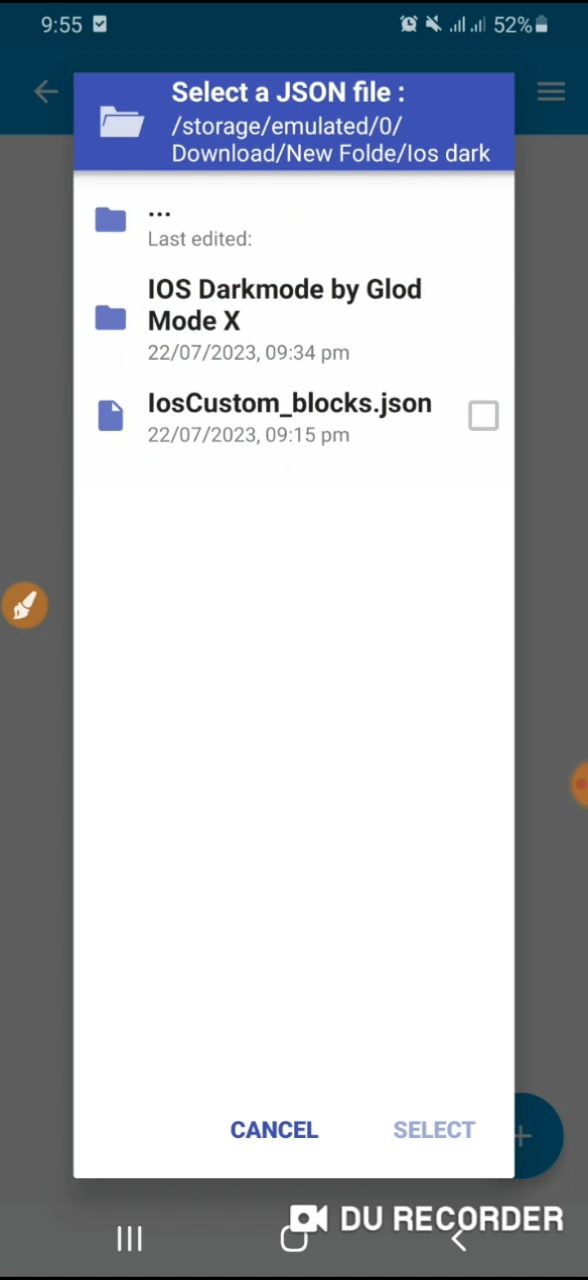 9:55
52%
Select a JSON file :
/storage/emulated/0/
Download/New Folde/Ios dark
...
Last edited:
IOS Darkmode by Glod
Mode X
22/07/2023, 09:34 pm
IosCustom_blocks.json
22/07/2023, 09:15 pm
CANCEL
SELECT
DU RECORDER